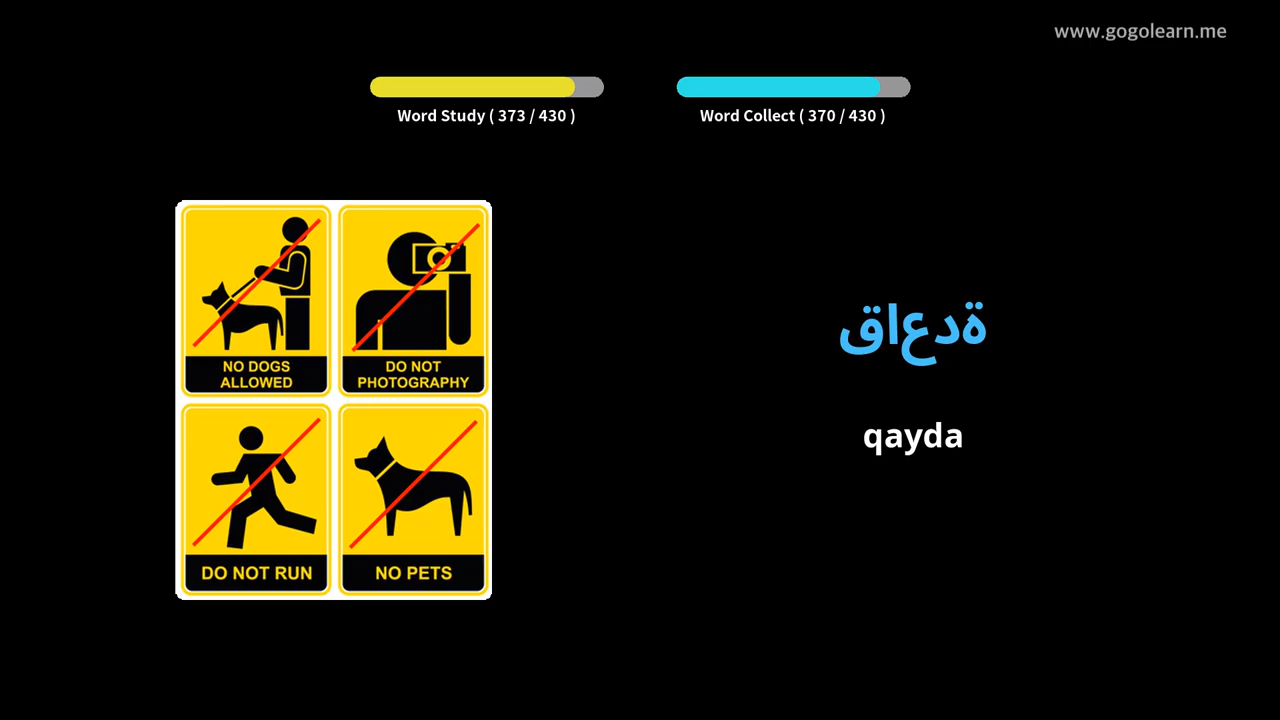 www.gogolearn.me
Word Study ( 373 / 430 )
Word Collect ( 370 / 430 )
NO DOGS
ALLOWED
DO NOT
PHOTOGRAPHY
DO NOT RUN
NO PETS
ةدعاق
qayda